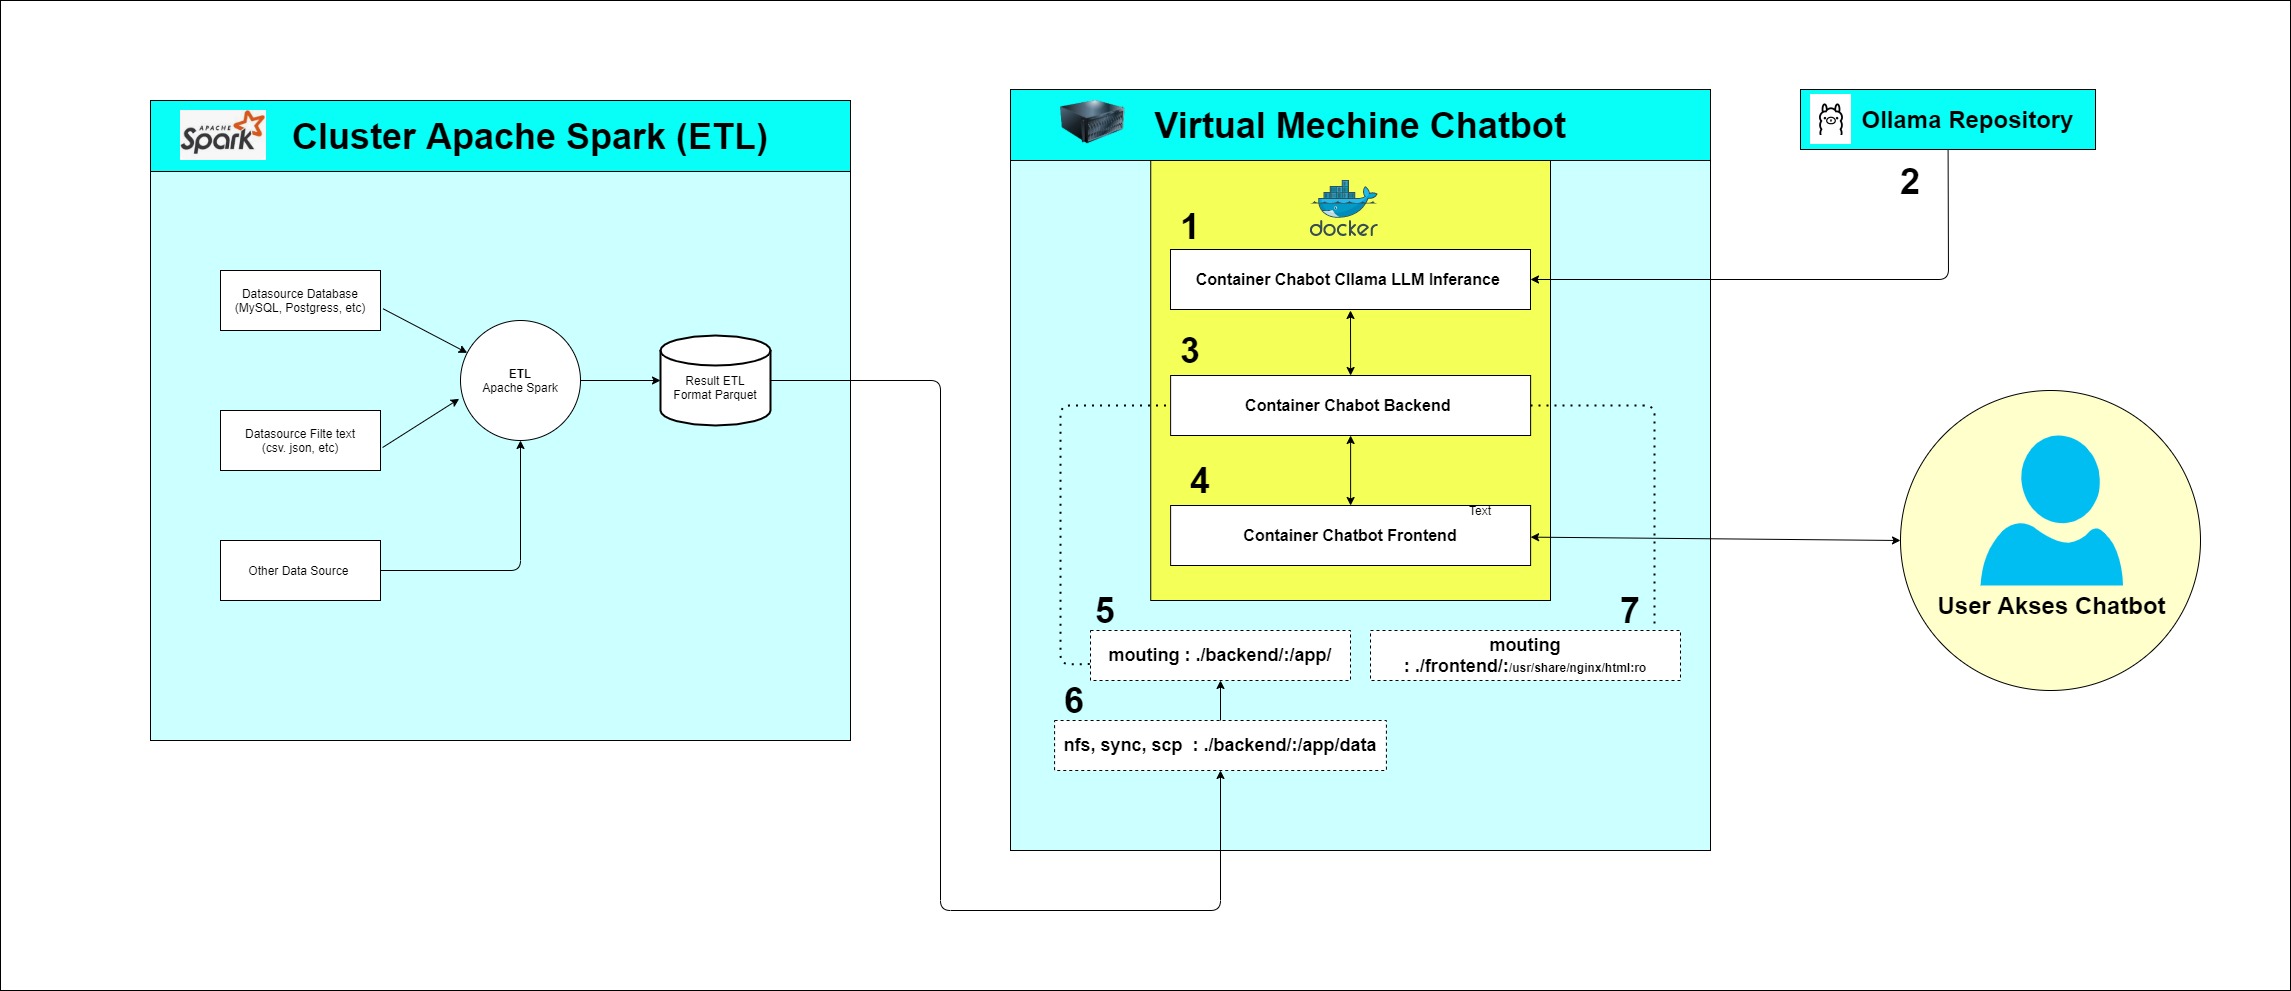 APACHE
Spark
Cluster Apache Spark (ETL)
Datasource Database
(MySQL, Postgress, etc)
ETL
Apache Spark
Result ETL
Format Parquet
Datasource Filte text
(csv. json, etc)
Other Data Source
Virtual Mechine Chatbot
docker
1
Container Chabot Cllama LLM Inferance
3
Container Chabot Backend
4
Text
Container Chatbot Frontend
5
mouting : ./backend/:/app/
7
mouting
: ./frontend/:/usr/share/nginx/html:ro
6
nfs, sync, scp : ./backend/:/app/data
Ollama Repository
2
User Akses Chatbot